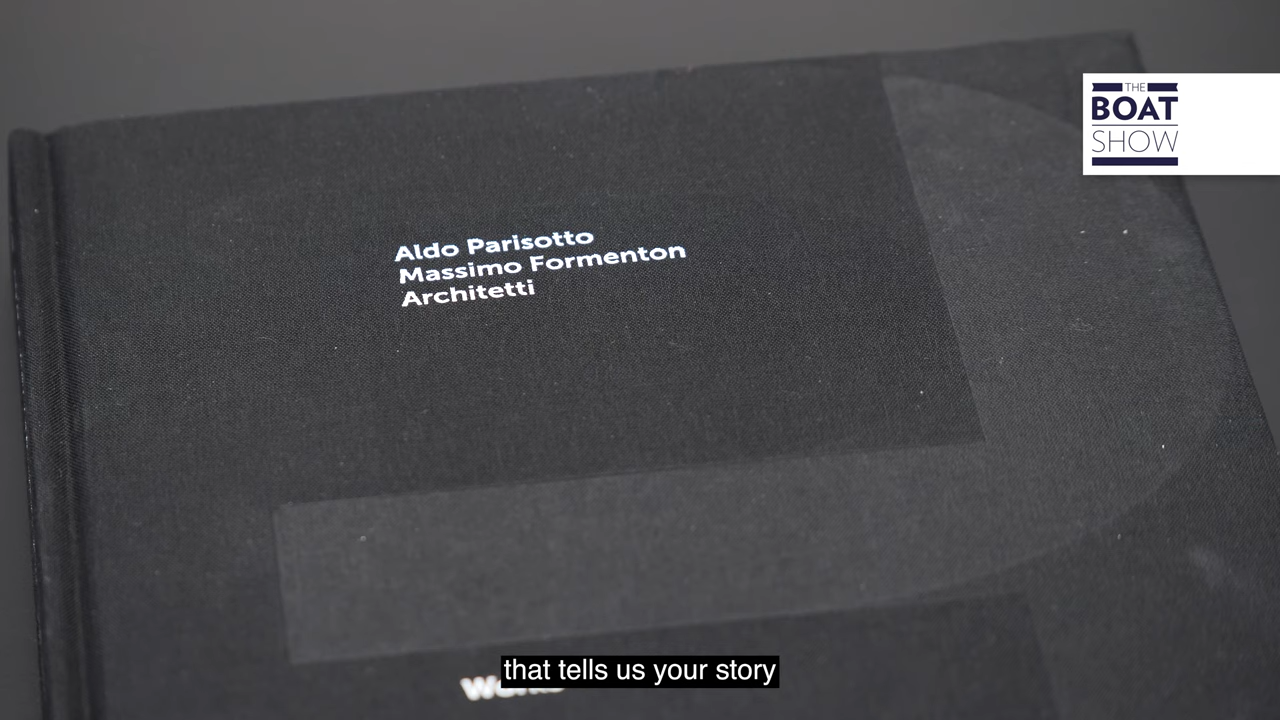 THE
BOAT
SHOW
Aldo Parisotto
Massimo Formenton
Architetti
that tells us your story